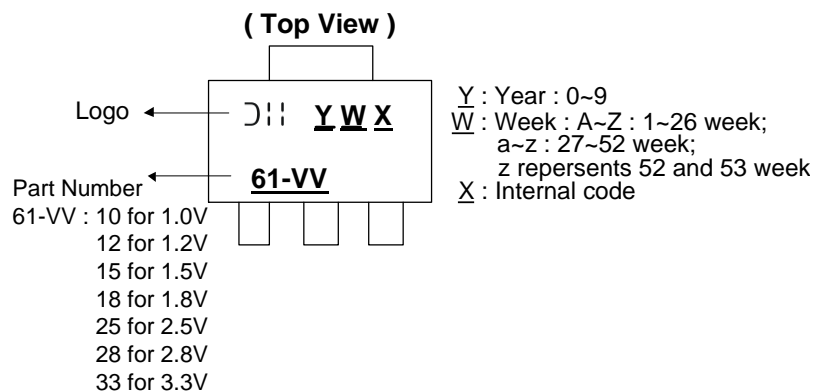 ( Top View )
Logo
Y W X
61-VV
Y : Year : 0~9
W : Week : A~Z : 1~26 week;
a~z : 27~52 week;
z repersents 52 and 53 week
X : Internal code
Part Number
61-VV : 10 for 1.0V
12 for 1.2V
15 for 1.5V
18 for 1.8V
25 for 2.5V
28 for 2.8V
33 for 3.3V